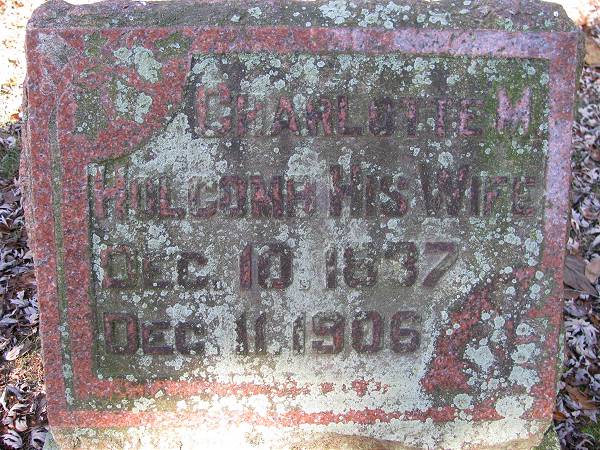 CHARLOTTE M
HOLCOMB HIS WIFE
DEC. 10. 1837
DEC. 11. 1906